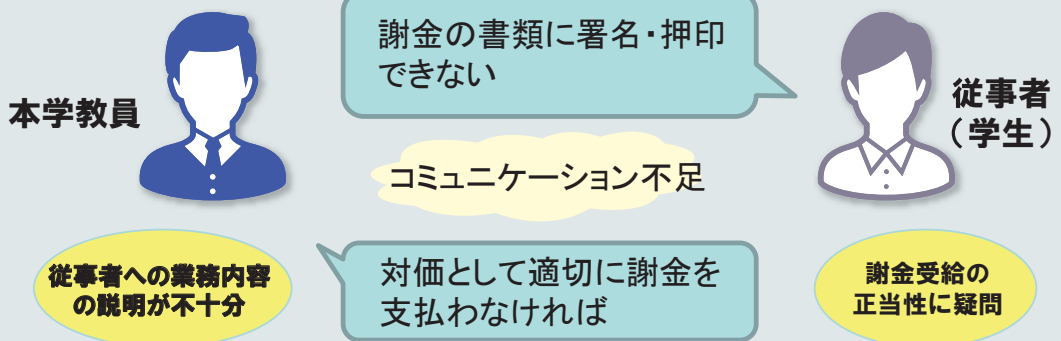 謝金の書類に署名・押印
できない
本学教員
従事者
（学生）
コミュニケーション不足
従事者への業務内容
の説明が不十分
対価として適切に謝金を
支払わなければ
謝金受給の
正当性に疑問